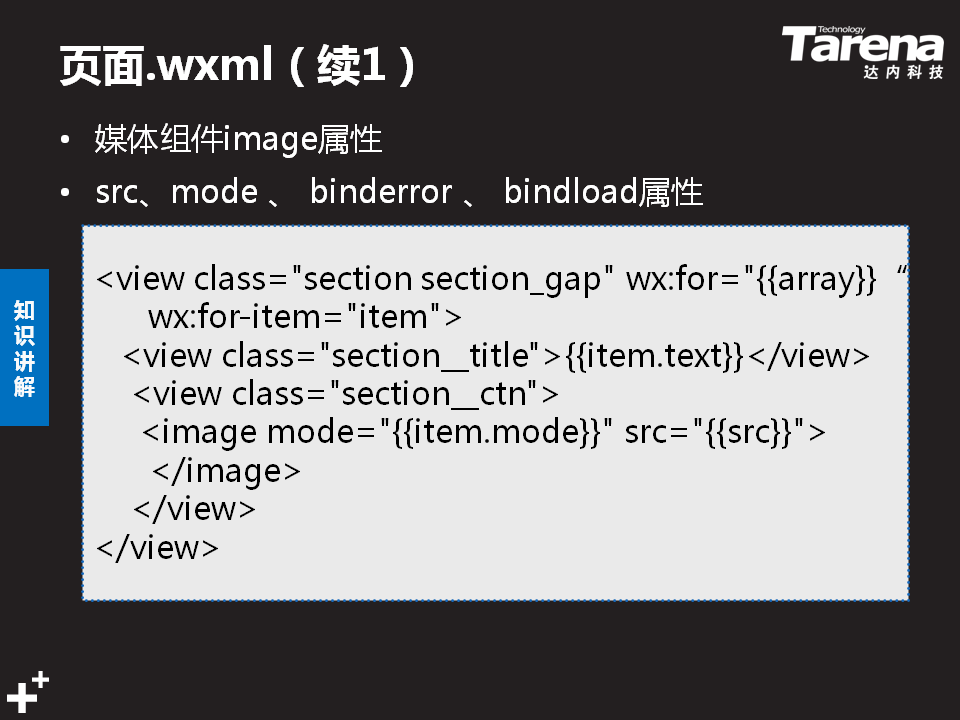 页面.wxml（续1）
Technology
Tarena
达内科技
• 媒体组件image属性
• src、mode 、 binderror 、 bindload属性
知识讲解
<view class="section section_gap" wx:for="{{array}}“
wx:for-item="item">
<view class="section__title">{{item.text}}</view>
<view class="section__ctn">
<image mode="{{item.mode}}" src="{{src}}">
</image>
</view>
</view>